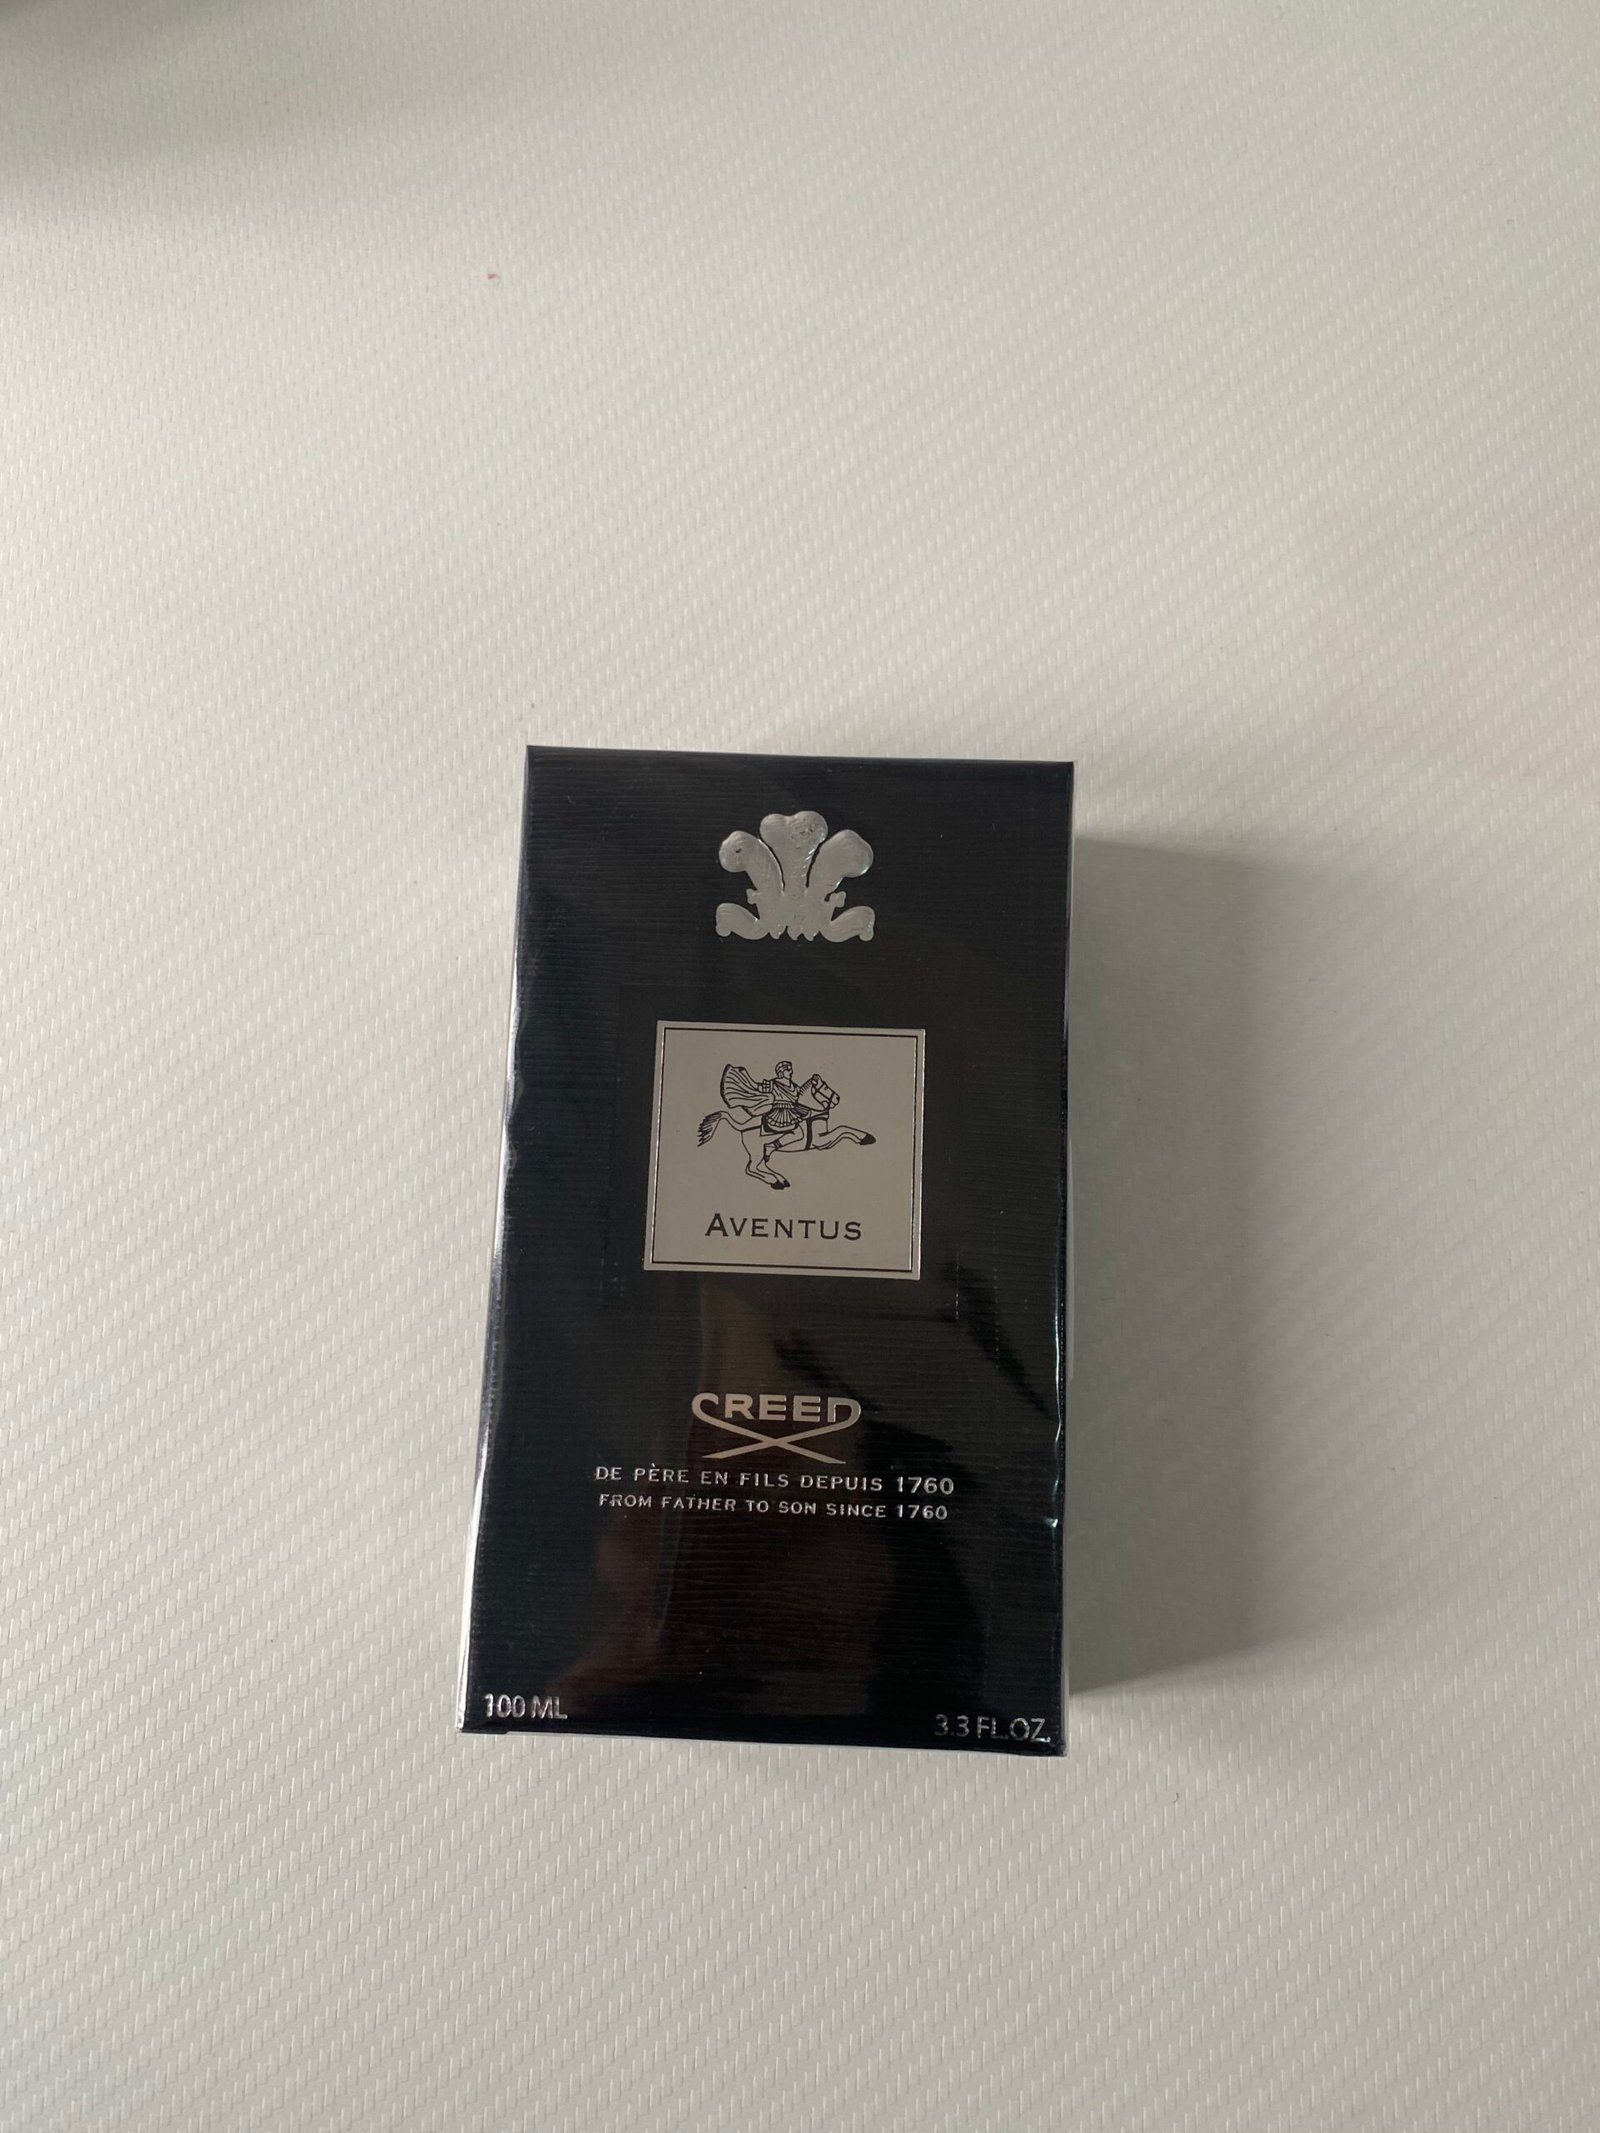 AVENTUS
CREED
DE PÈRE EN FILS DEPUIS 1760
FROM FATHER TO SON SINCE 1760
100 ML
3.3 FL.OZ.